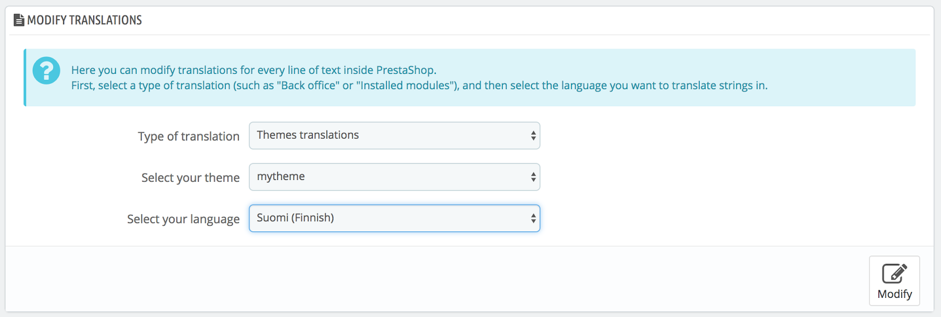 MODIFY TRANSLATIONS
Here you can modify translations for every line of text inside PrestaShop.
First, select a type of translation (such as "Back office" or "Installed modules"), and then select the language you want to translate strings in.
Type of translation Themes translations
Select your theme mytheme
Select your language Suomi (Finnish)
Modify